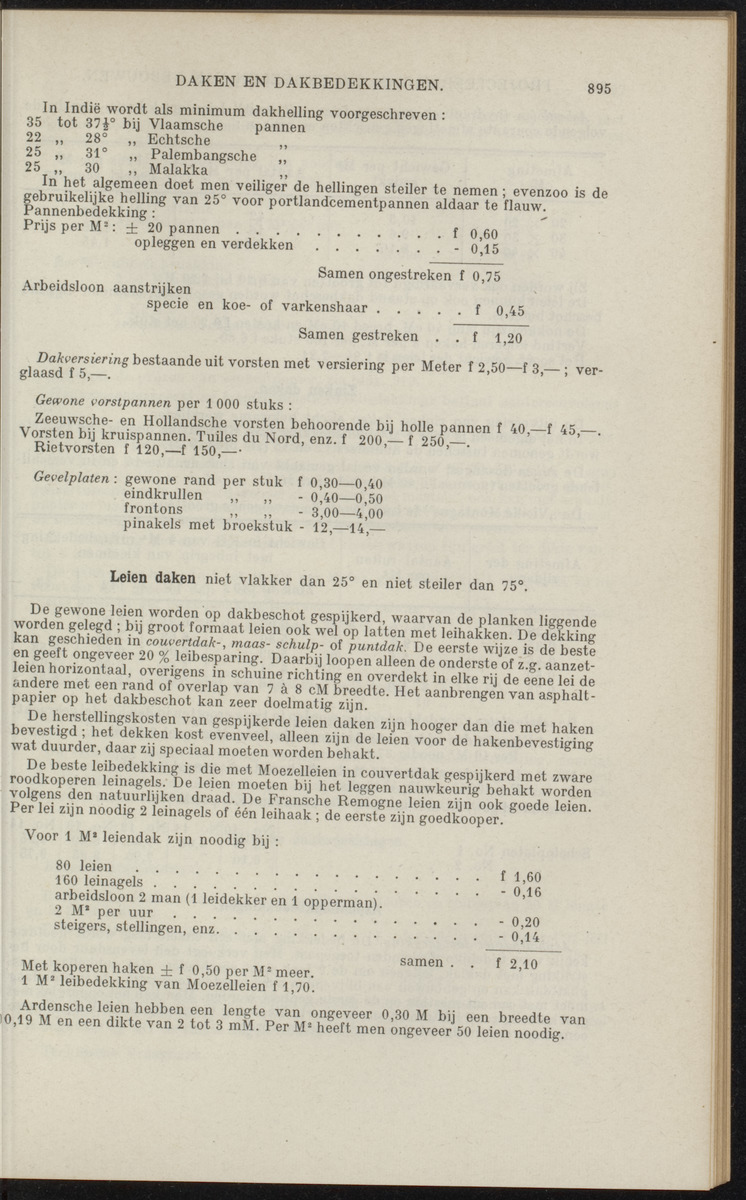 DAKEN EN DAKBEDEKKINGEN. 895
In Indië wordt als minimum dakhelling voorgeschreven :
35 tot 37½° bij Vlaamsche pannen
22 „ 28° „ Echtsche „
25 „ 31° „ Palembangsche „
25 „ 30 „ Malakka „
In het algemeen doet men veiliger de hellingen steiler te nemen ; evenzoo is de
gebruikelijke helling van 25° voor portlandcementpannen aldaar te flauw.
Pannenbedekking :
Prijs per M²: ± 20 pannen . . . . . . . . . . . f 0,60
opleggen en verdekken . . . . . . . - 0,15
Samen ongestreken f 0,75
Arbeidsloon aanstrijken
specie en koe- of varkenshaar . . . . . f 0,45
Samen gestreken . . f 1,20
Dakversiering bestaande uit vorsten met versiering per Meter f 2,50—f 3,— ; ver-
glaasd f 5,—.
Gewone vorstpannen per 1000 stuks :
Zeeuwsche- en Hollandsche vorsten behoorende bij holle pannen f 40,—f 45,—.
Vorsten bij kruispannen. Tuiles du Nord, enz. f 200,— f 250,—.
Rietvorsten f 120,—f 150,—·
Gevelplaten : gewone rand per stuk f 0,30—0,40
eindkrullen „ „ - 0,40—0,50
frontons „ „ - 3,00—4,00
pinakels met broekstuk - 12,—14,—
Leien daken niet vlakker dan 25° en niet steiler dan 75°.
De gewone leien worden op dakbeschot gespijkerd, waarvan de planken liggende
worden gelegd ; bij groot formaat leien ook wel op latten met leihakken. De dekking
kan geschieden in couvertdak-, maas- schulp- of puntdak. De eerste wijze is de beste
en geeft ongeveer 20 % leibesparing. Daarbij loopen alleen de onderste of z.g. aanzet-
leien horizontaal, overigens in schuine richting en overdekt in elke rij de eene lei de
andere met een rand of overlap van 7 à 8 cM breedte. Het aanbrengen van asphalt-
papier op het dakbeschot kan zeer doelmatig zijn.
De herstellingskosten van gespijkerde leien daken zijn hooger dan die met haken
bevestigd ; het dekken kost evenveel, alleen zijn de leien voor de hakenbevestiging
wat duurder, daar zij speciaal moeten worden behakt.
De beste leibedekking is die met Moezelleien in couvertdak gespijkerd met zware
roodkoperen leinagels. De leien moeten bij het leggen nauwkeurig behakt worden
volgens den natuurlijken draad. De Fransche Remogne leien zijn ook goede leien.
Per lei zijn noodig 2 leinagels of één leihaak ; de eerste zijn goedkooper.
Voor 1 M² leiendak zijn noodig bij :
80 leien . . . . . . . . . . . . . . . . . . f 1,60
160 leinagels . . . . . . . . . . . . . . . . . - 0,16
arbeidsloon 2 man (1 leidekker en 1 opperman).
2 M² per uur . . . . . . . . . . . . . . . . - 0,20
steigers, stellingen, enz. . . . . . . . . . . . . . - 0,14
samen . . f 2,10
Met koperen haken ± f 0,50 per M² meer.
1 M² leibedekking van Moezelleien f 1,70.
Ardensche leien hebben een lengte van ongeveer 0,30 M bij een breedte van
0,19 M en een dikte van 2 tot 3 mM. Per M² heeft men ongeveer 50 leien noodig.